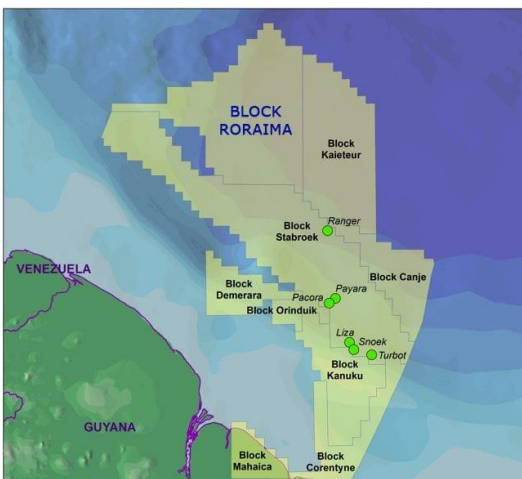 BLOCK
RORAIMA
Block
Kaieteur
Ranger
Block
Stabroek
VENEZUELA
Block Canje
Block
Demerara
Payara
Pacora
Block Orinduik
Liza
Snoek
Turbot
Block
Kanuku
GUYANA
Block
Mahaica
Block
Corentyne